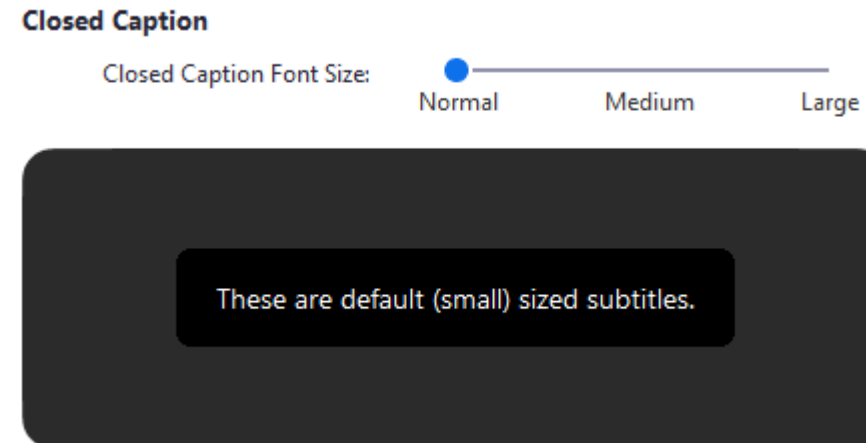 Closed Caption
Closed Caption Font Size:
Normal Medium Large
These are default (small) sized subtitles.